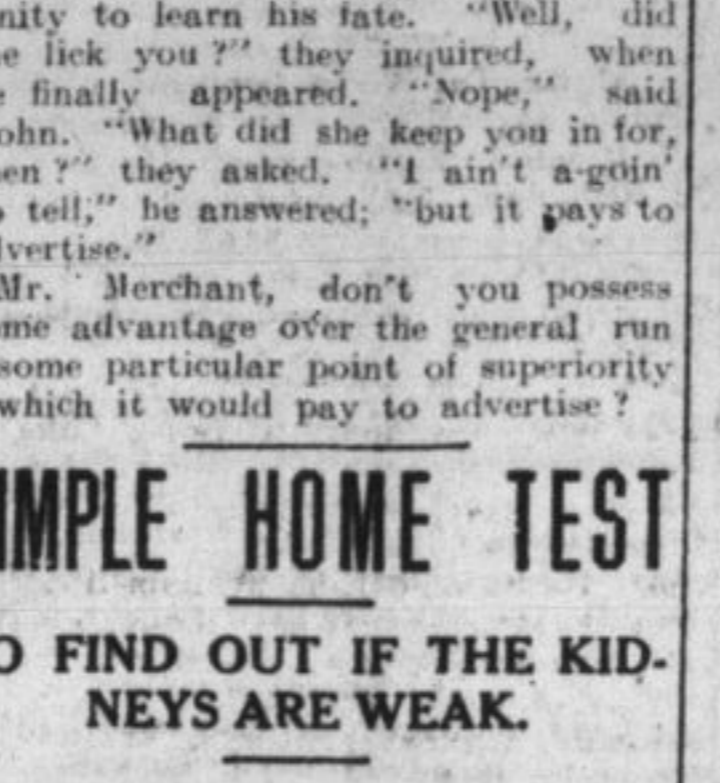 nity to learn his fate. "Well, did
e lick you?" they inquired, when
e finally appeared. "Nope," said
ohn. "What did she keep you in for,
en?" they asked. "I ain't a-goin'
o tell," he answered; "but it pays to
dvertise."
Mr. Merchant, don't you possess
ome advantage over the general run
some particular point of superiority
which it would pay to advertise?
IMPLE HOME TEST
O FIND OUT IF THE KID-
NEYS ARE WEAK.